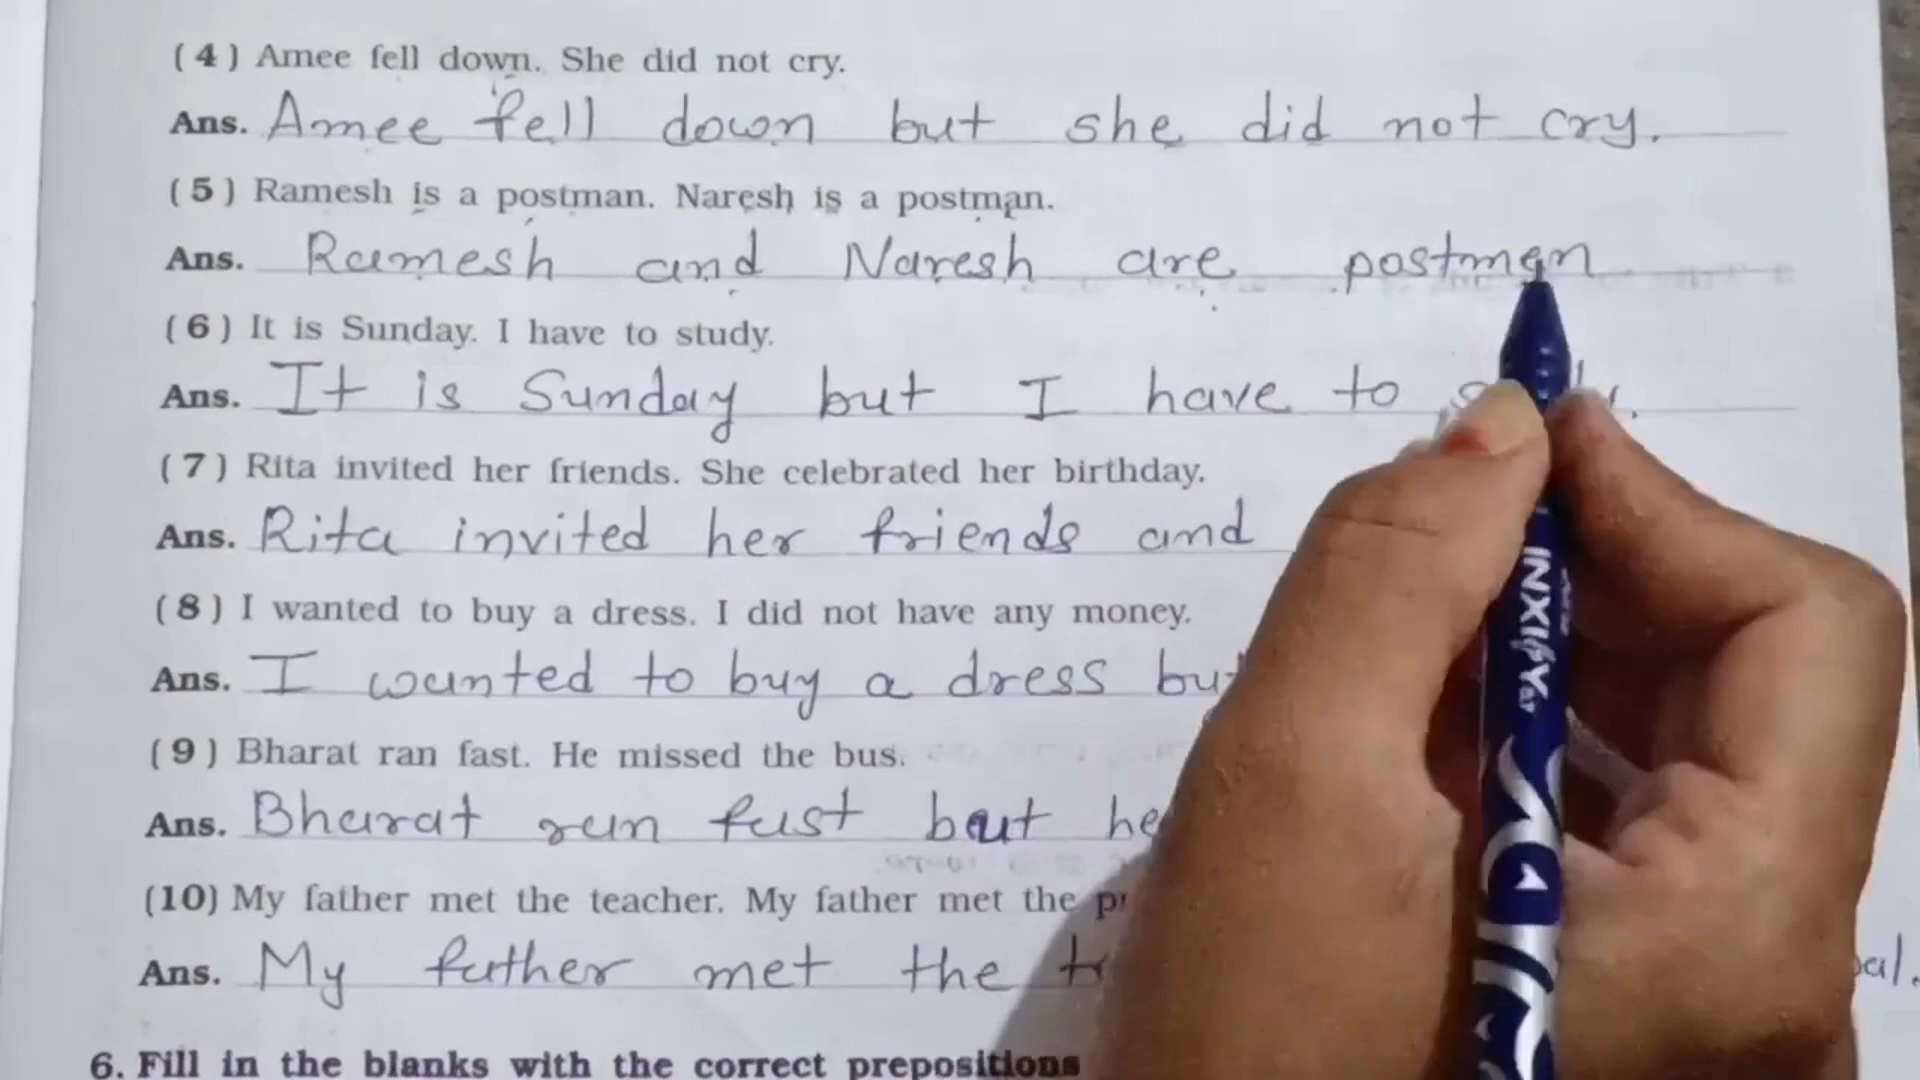 (4) Amee fell down. She did not cry.
Ans. Amee fell down but she did not cry.
(5) Ramesh is a postman. Naresh is a postman.
Ans. Ramesh and Naresh are postmen
(6) It is Sunday. I have to study.
Ans. It is Sunday but I have to
(7) Rita invited her friends. She celebrated her birthday.
Ans. Rita invited her friends and
(8) I wanted to buy a dress. I did not have any money.
Ans. I wanted to buy a dress but
(9) Bharat ran fast. He missed the bus.
Ans. Bharat ran fast but he
(10) My father met the teacher. My father met the
Ans. My father met the
6. Fill in the blanks with the correct prepositions
INXIFY